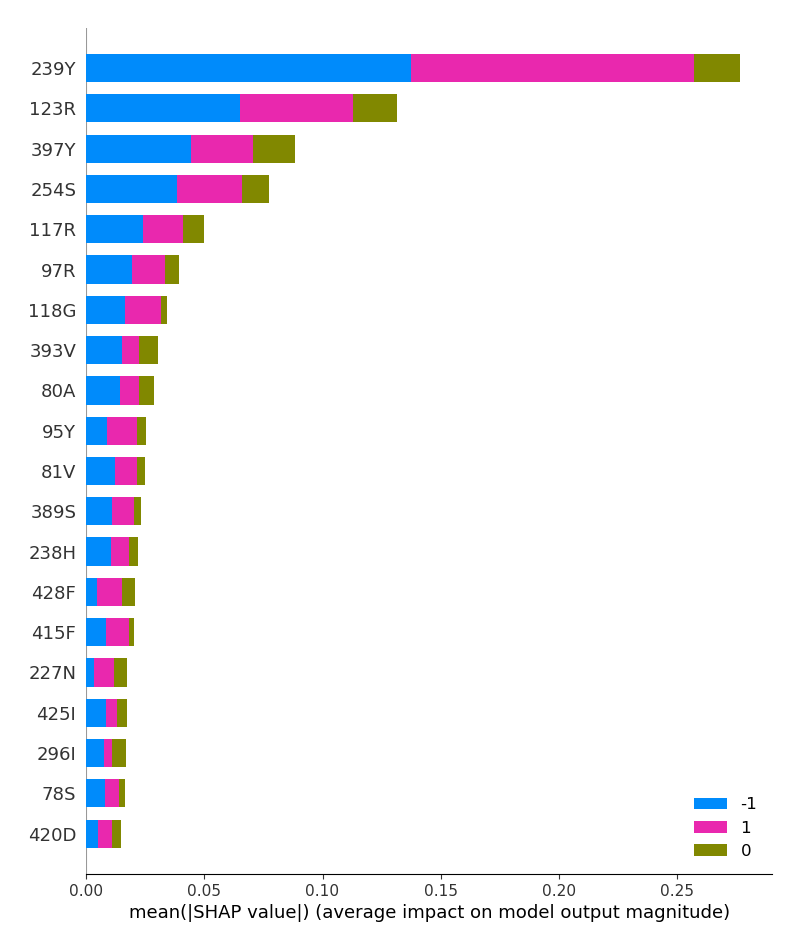 239Y
123R
397Y
254S
117R
97R
118G
393V
80A
95Y
81V
389S
238H
428F
415F
227N
425I
296I
78S
420D
-1
1
0
0.00 0.05 0.10 0.15 0.20 0.25
mean(|SHAP value|) (average impact on model output magnitude)